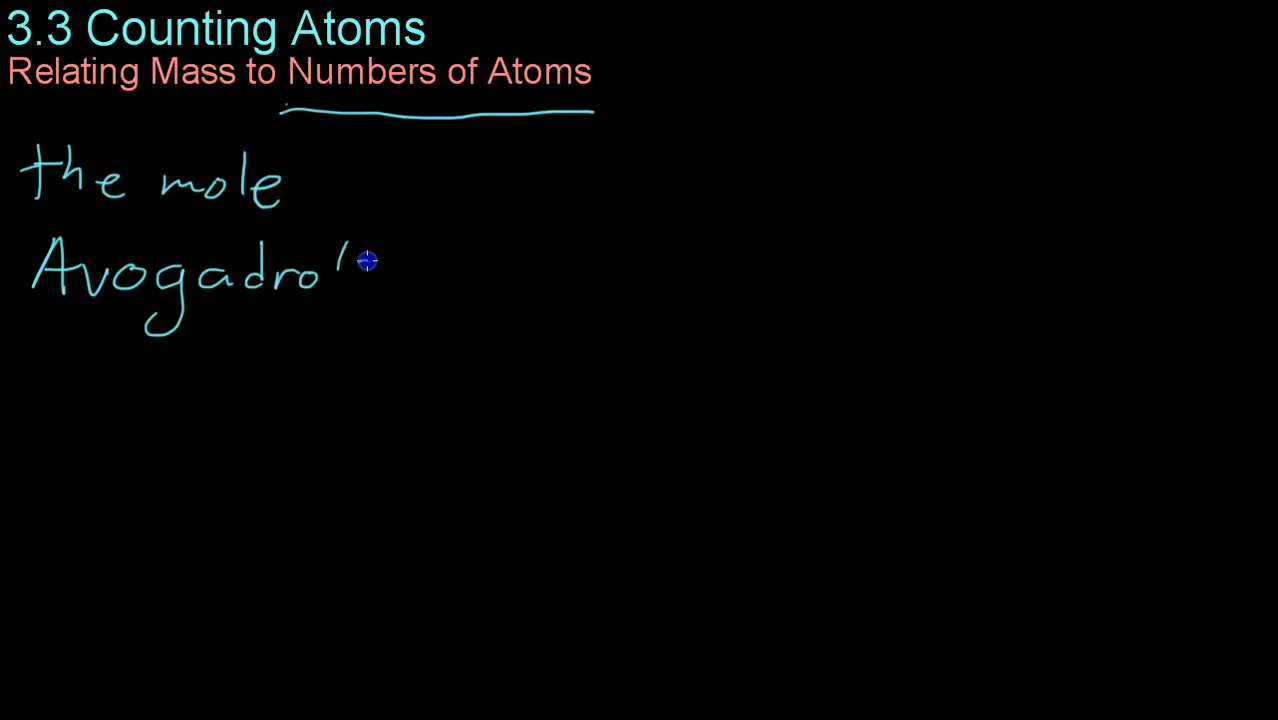 3.3 Counting Atoms
Relating Mass to Numbers of Atoms
the mole
Avogadro'